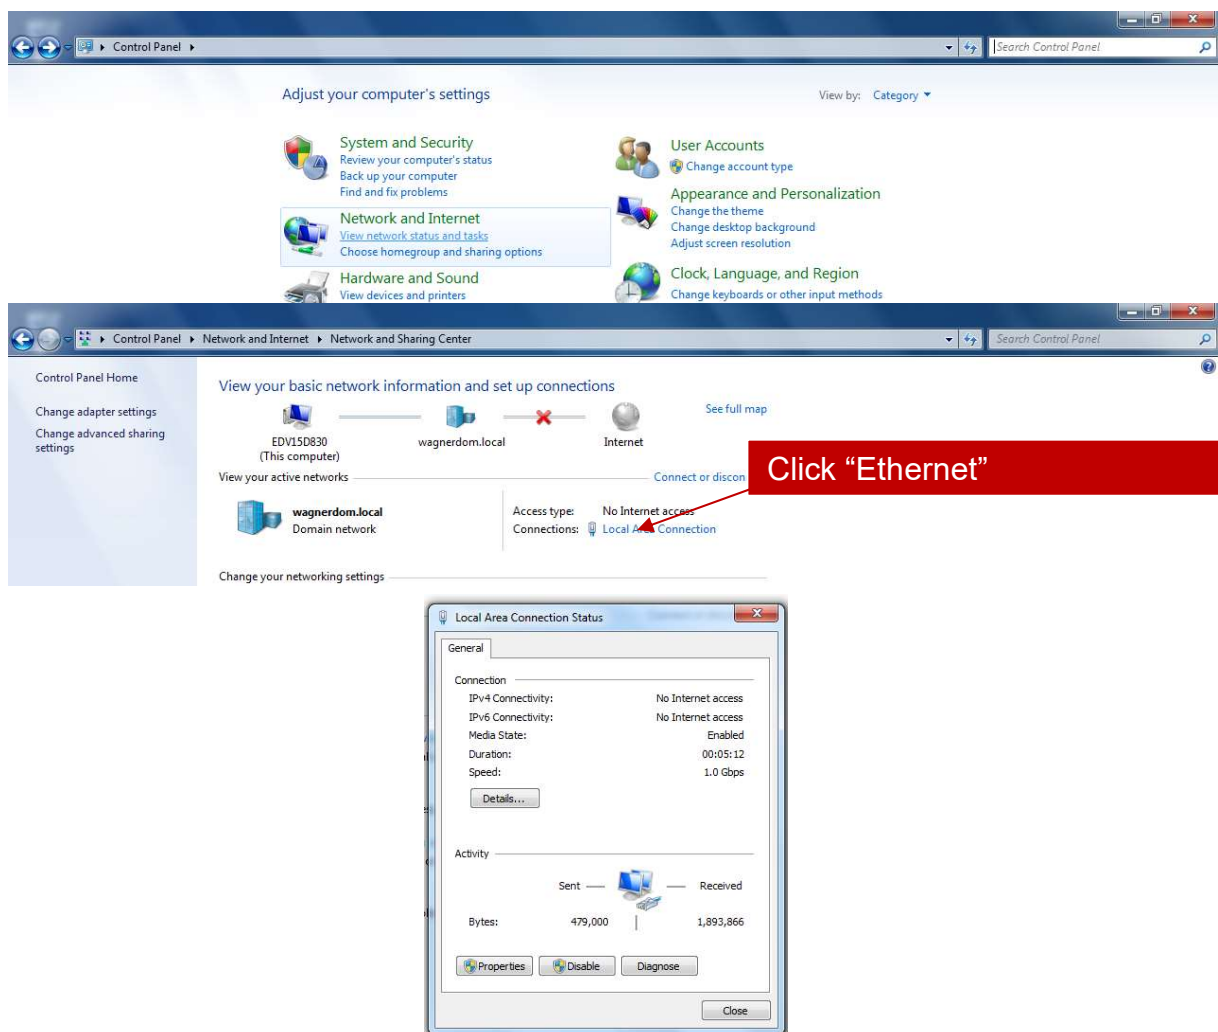 Control Panel
Search Control Panel
Adjust your computer's settings
View by: Category
System and Security
Review your computer's status
Back up your computer
Find and fix problems
Network and Internet
View network status and tasks
Choose homegroup and sharing options
Hardware and Sound
View devices and printers
User Accounts
Change account type
Appearance and Personalization
Change the theme
Change desktop background
Adjust screen resolution
Clock, Language, and Region
Change keyboards or other input methods
Control Panel Network and Internet Network and Sharing Center
Search Control Panel
Control Panel Home
Change adapter settings
Change advanced sharing
settings
View your basic network information and set up connections
See full map
EDV15D830
(This computer)
wagnerdom.local
Internet
View your active networks
Connect or discon
Click “Ethernet”
wagnerdom.local
Domain network
Access type: No Internet access
Connections: Local Area Connection
Change your networking settings
Local Area Connection Status
General
Connection
IPv4 Connectivity: No Internet access
IPv6 Connectivity: No Internet access
Media State: Enabled
Duration: 00:05:12
Speed: 1.0 Gbps
Details...
Activity
Sent Received
Bytes: 479,000 1,893,866
Properties Disable Diagnose
Close